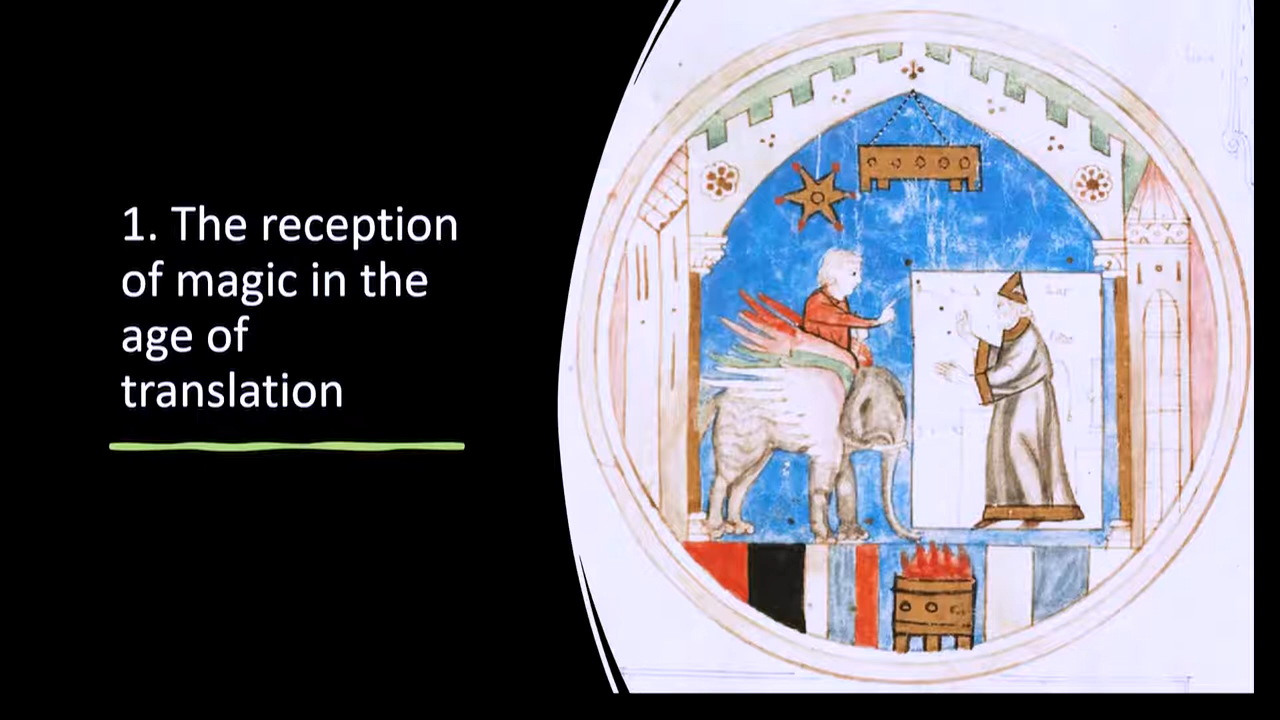 1. The reception
of magic in the
age of
translation